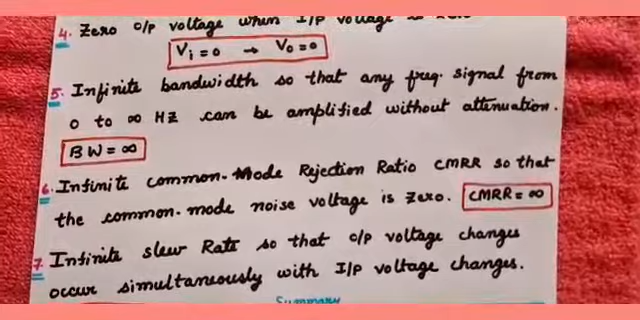 4. Zero o/p voltage when I/P voltage is zero
Vi = 0 → Vo = 0
5. Infinite bandwidth so that any freq. signal from
0 to ∞ HZ can be amplified without attenuation.
BW = ∞
6. Infinite common-Mode Rejection Ratio CMRR so that
the common-mode noise voltage is zero. CMRR = ∞
7. Infinite slew Rate so that o/p voltage changes
occur simultaneously with I/P voltage changes.
Summary